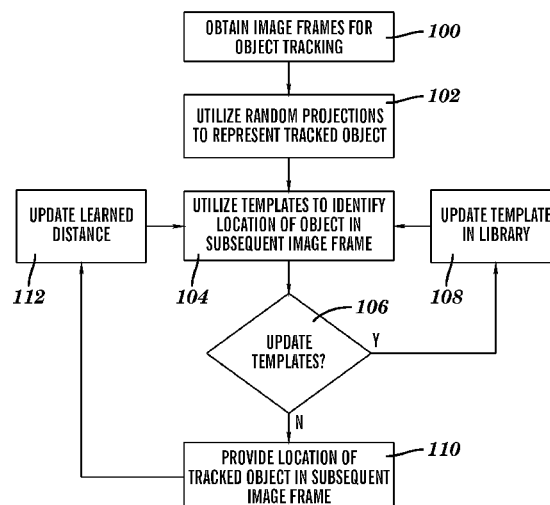 OBTAIN IMAGE FRAMES FOR
OBJECT TRACKING
100
UTILIZE RANDOM PROJECTIONS
TO REPRESENT TRACKED OBJECT
102
UPDATE LEARNED
DISTANCE
112
UTILIZE TEMPLATES TO IDENTIFY
LOCATION OF OBJECT IN
SUBSEQUENT IMAGE FRAME
104
UPDATE TEMPLATE
IN LIBRARY
108
UPDATE
TEMPLATES?
106
Y
N
PROVIDE LOCATION OF
TRACKED OBJECT IN SUBSEQUENT
IMAGE FRAME
110